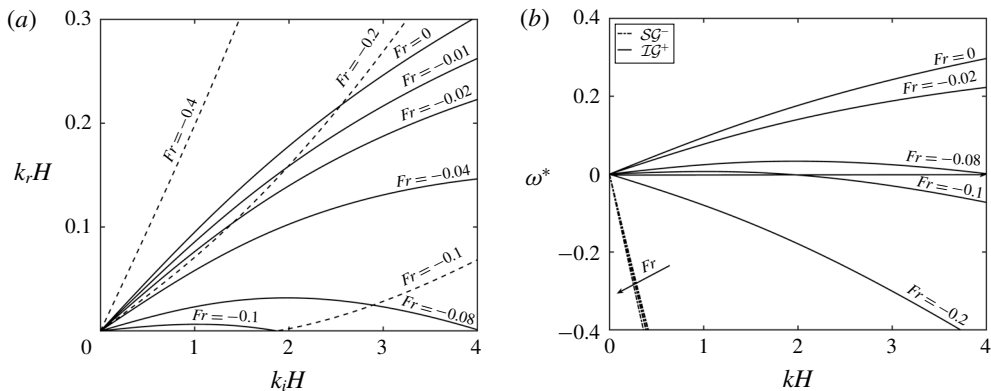 (a)
0.3
0.2
0.1
0
1
2
3
4
k_rH
k_iH
Fr = −0.4
Fr = −0.2
Fr = 0
Fr = −0.01
Fr = −0.02
Fr = −0.04
Fr = −0.1
Fr = −0.1
Fr = −0.08
(b)
SG⁻
IG⁺
0.4
0.2
0
−0.2
−0.4
0
1
2
3
4
ω*
kH
Fr = 0
Fr = −0.02
Fr = −0.08
Fr = −0.1
Fr = −0.2
Fr